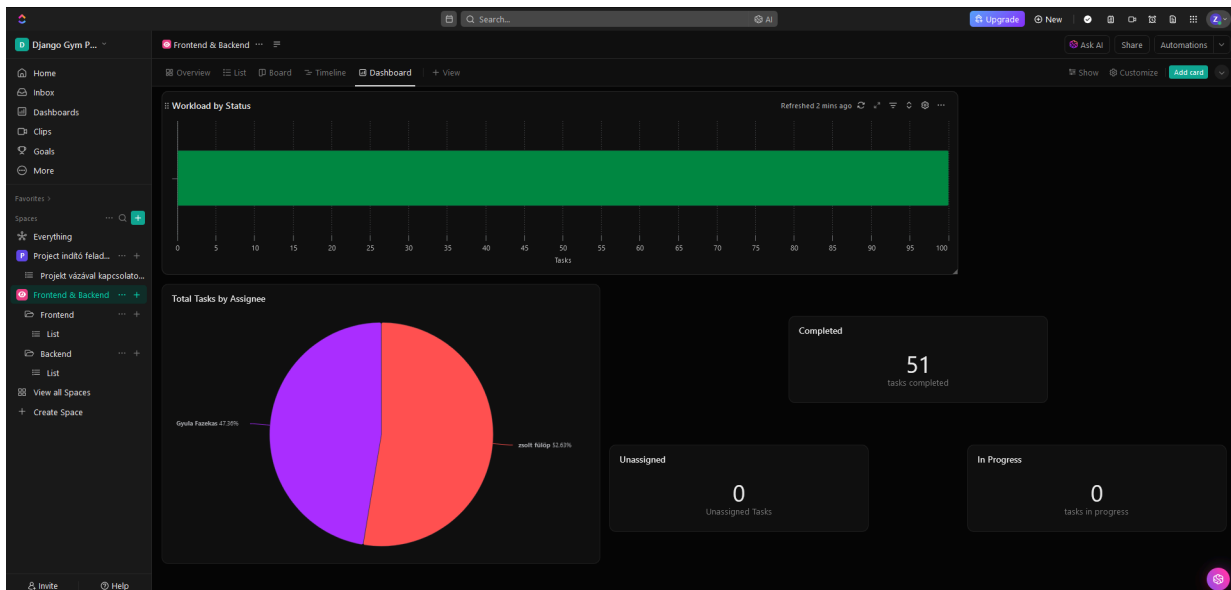 Search...
AI
Upgrade
New
Z
D Django Gym P...
Frontend & Backend
Ask AI
Share
Automations
Home
Inbox
Dashboards
Clips
Goals
More
Overview
List
Board
Timeline
Dashboard
+ View
Show
Customize
Add card
Favorites >
Spaces
Everything
P Project indító felad...
Projekt vázával kapcsolato...
Frontend & Backend
Frontend
List
Backend
List
View all Spaces
+ Create Space
Invite
Help
Workload by Status
Refreshed 2 mins ago
0 5 10 15 20 25 30 35 40 45 50 55 60 65 70 75 80 85 90 95 100
Tasks
Total Tasks by Assignee
Gyula Fazekas 47.36%
zsolt fülöp 52.63%
Completed
51
tasks completed
Unassigned
0
Unassigned Tasks
In Progress
0
tasks in progress